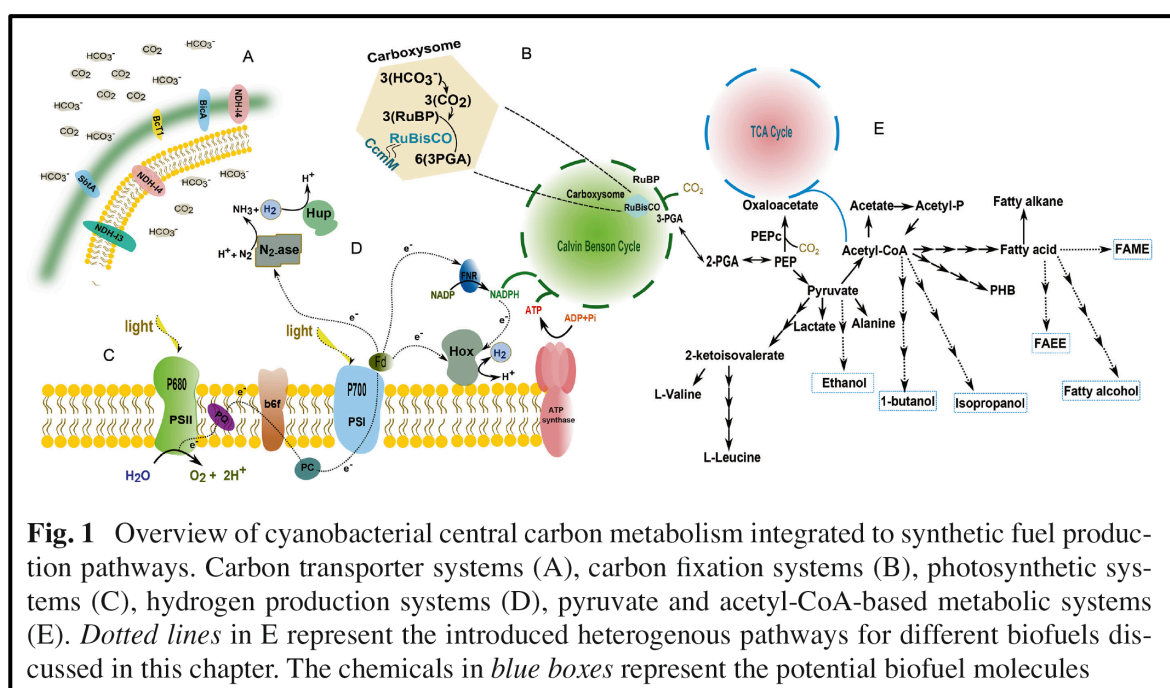 HCO3⁻
CO2
HCO3⁻
A
HCO3⁻
CO2
CO2
CO2
HCO3⁻
HCO3⁻
CO2
CO2
CO2
HCO3⁻
CO2
HCO3⁻
BcT1
BicA
NDH-I4
SbtA
NDH-I4
NDH-I3
HCO3⁻
HCO3⁻
HCO3⁻
CO2
HCO3⁻
B
Carboxysome
3(HCO3⁻)
3(CO2)
3(RuBP)
RuBisCO
CcmM
6(3PGA)
RuBP
CO2
Carboxysome
RuBisCO
3-PGA
Calvin Benson Cycle
D
H⁺
NH3+ H2
Hup
H⁺+ N2
N2.ase
e⁻
e⁻
FNR
NADP
NADPH
ATP
ADP+Pi
e⁻
e⁻
Hox
H2
H⁺
C
light
light
P680
PSII
e⁻
PQ
e⁻
b6f
Fd
P700
PSI
ATP
synthase
H2O
O2 + 2H⁺
PC
e⁻
e⁻
E
TCA Cycle
Oxaloacetate
PEPc
CO2
2-PGA
PEP
Acetate
Acetyl-P
Acetyl-CoA
Fatty alkane
Fatty acid
FAME
Pyruvate
PHB
Lactate
Alanine
FAEE
2-ketoisovalerate
L-Valine
Ethanol
1-butanol
Isopropanol
Fatty alcohol
L-Leucine
Fig. 1 Overview of cyanobacterial central carbon metabolism integrated to synthetic fuel produc-
tion pathways. Carbon transporter systems (A), carbon fixation systems (B), photosynthetic sys-
tems (C), hydrogen production systems (D), pyruvate and acetyl-CoA-based metabolic systems
(E). Dotted lines in E represent the introduced heterogenous pathways for different biofuels dis-
cussed in this chapter. The chemicals in blue boxes represent the potential biofuel molecules